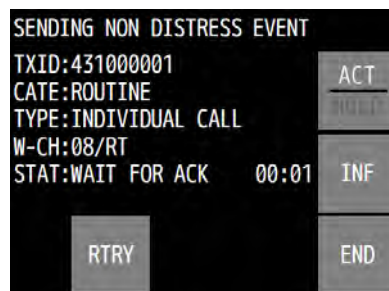 SENDING NON DISTRESS EVENT
TXID:431000001
CATE:ROUTINE
TYPE:INDIVIDUAL CALL
W-CH:08/RT
STAT:WAIT FOR ACK 00:01
ACT
INF
RTRY
END